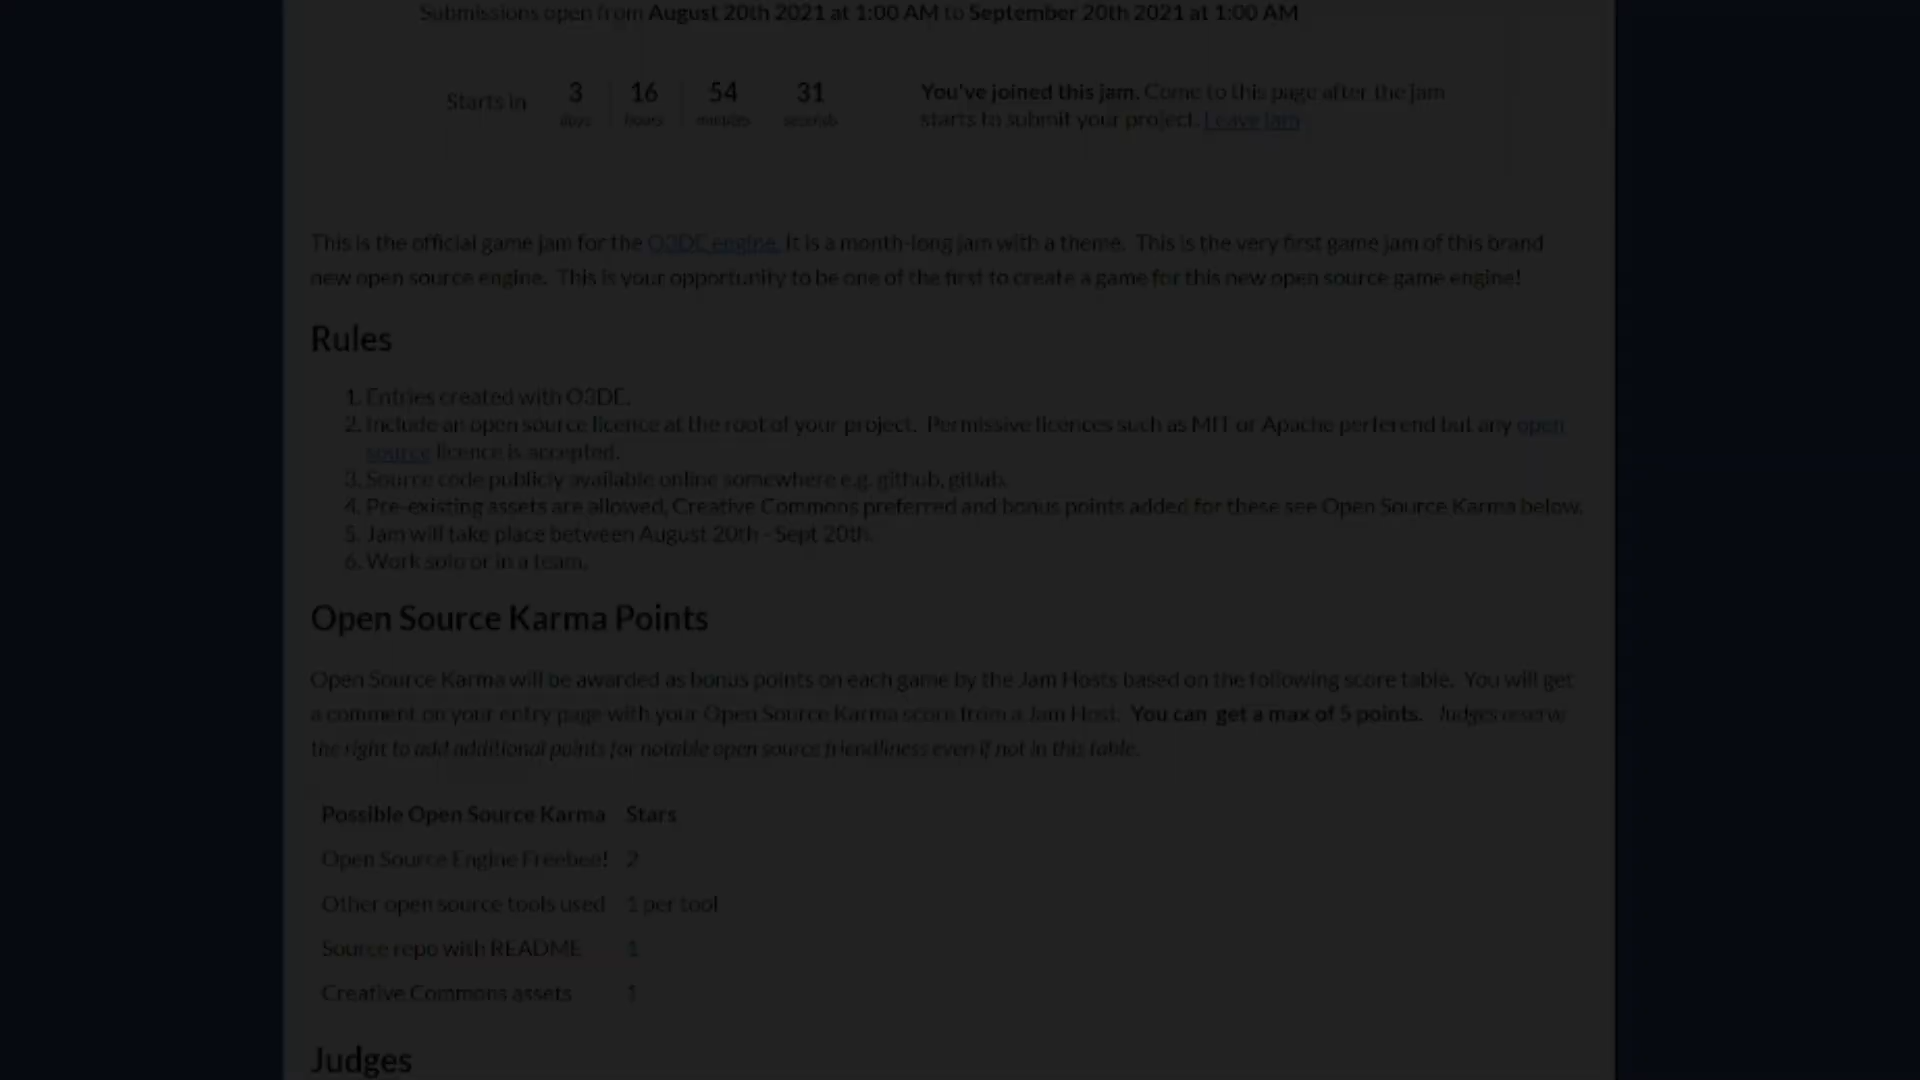 Submissions open from August 20th 2021 at 1:00 AM to September 20th 2021 at 1:00 AM
Starts in 3 days 16 hours 54 minutes 31 seconds
You've joined this jam. Come to this page after the jam
starts to submit your project. Leave jam
This is the official game jam for the O3DE engine. It is a month-long jam with a theme. This is the very first game jam of this brand
new open source engine. This is your opportunity to be one of the first to create a game for this new open source game engine!
Rules
1. Entries created with O3DE.
2. Include an open source licence at the root of your project. Permissive licences such as MIT or Apache perferend but any open
source licence is accepted.
3. Source code publicly available online somewhere e.g. github, gitlab.
4. Pre-existing assets are allowed, Creative Commons preferred and bonus points added for these see Open Source Karma below.
5. Jam will take place between August 20th - Sept 20th.
6. Work solo or in a team.
Open Source Karma Points
Open Source Karma will be awarded as bonus points on each game by the Jam Hosts based on the following score table. You will get
a comment on your entry page with your Open Source Karma score from a Jam Host. You can get a max of 5 points. Judges reserve
the right to add additional points for notable open source friendliness even if not in this table.
Possible Open Source Karma Stars
Open Source Engine Freebee! 2
Other open source tools used 1 per tool
Source repo with README 1
Creative Commons assets 1
Judges